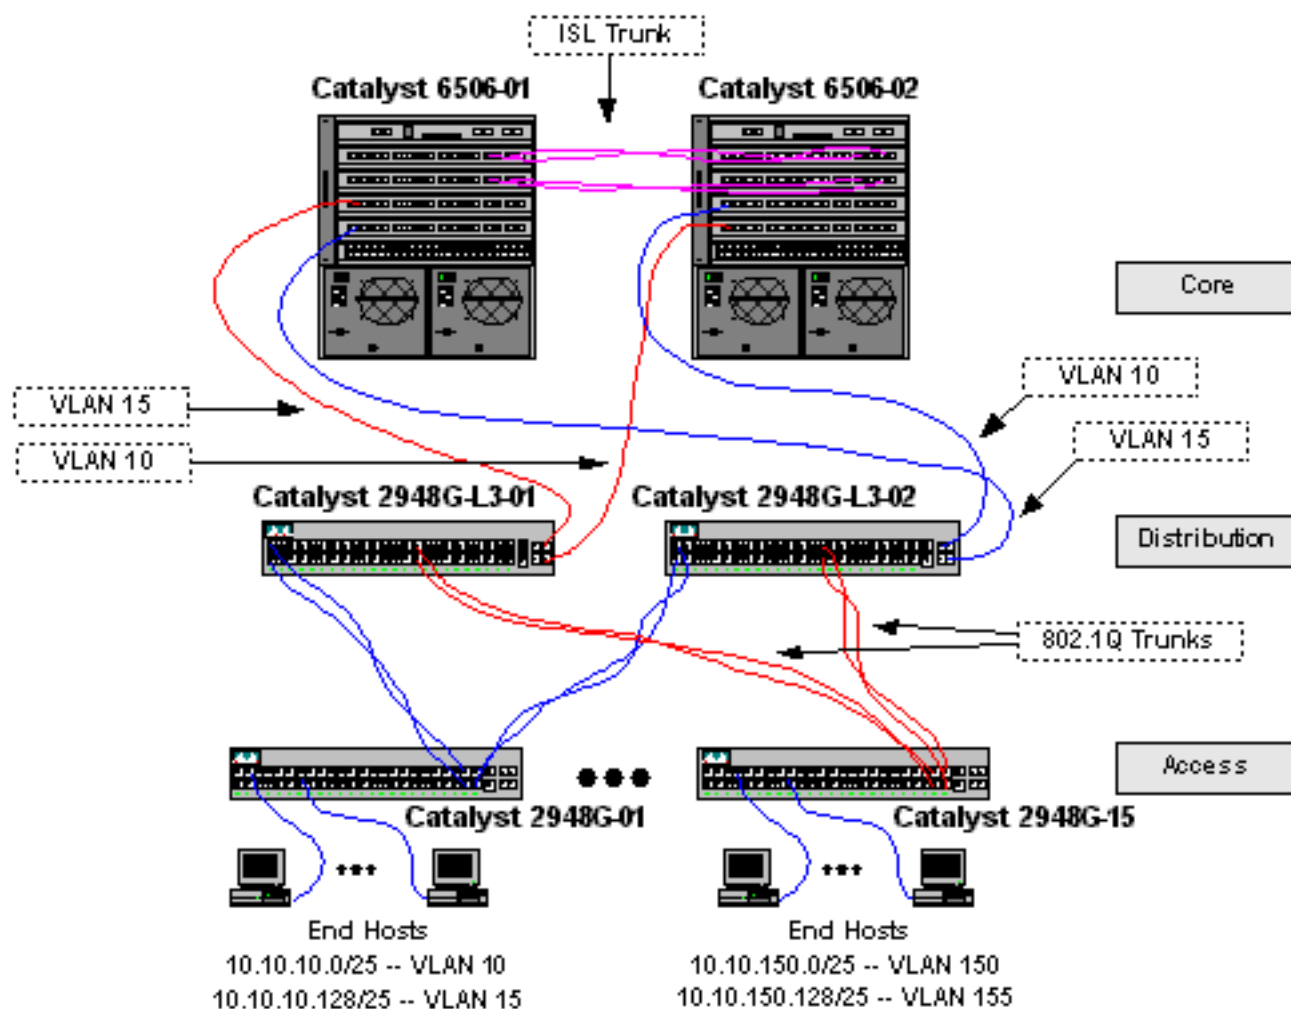 ISL Trunk
Catalyst 6506-01
Catalyst 6506-02
Core
VLAN 10
VLAN 15
VLAN 15
VLAN 10
Catalyst 2948G-L3-01
Catalyst 2948G-L3-02
Distribution
802.1Q Trunks
Access
Catalyst 2948G-01
Catalyst 2948G-15
End Hosts
10.10.10.0/25 -- VLAN 10
10.10.10.128/25 -- VLAN 15
End Hosts
10.10.150.0/25 -- VLAN 150
10.10.150.128/25 -- VLAN 155